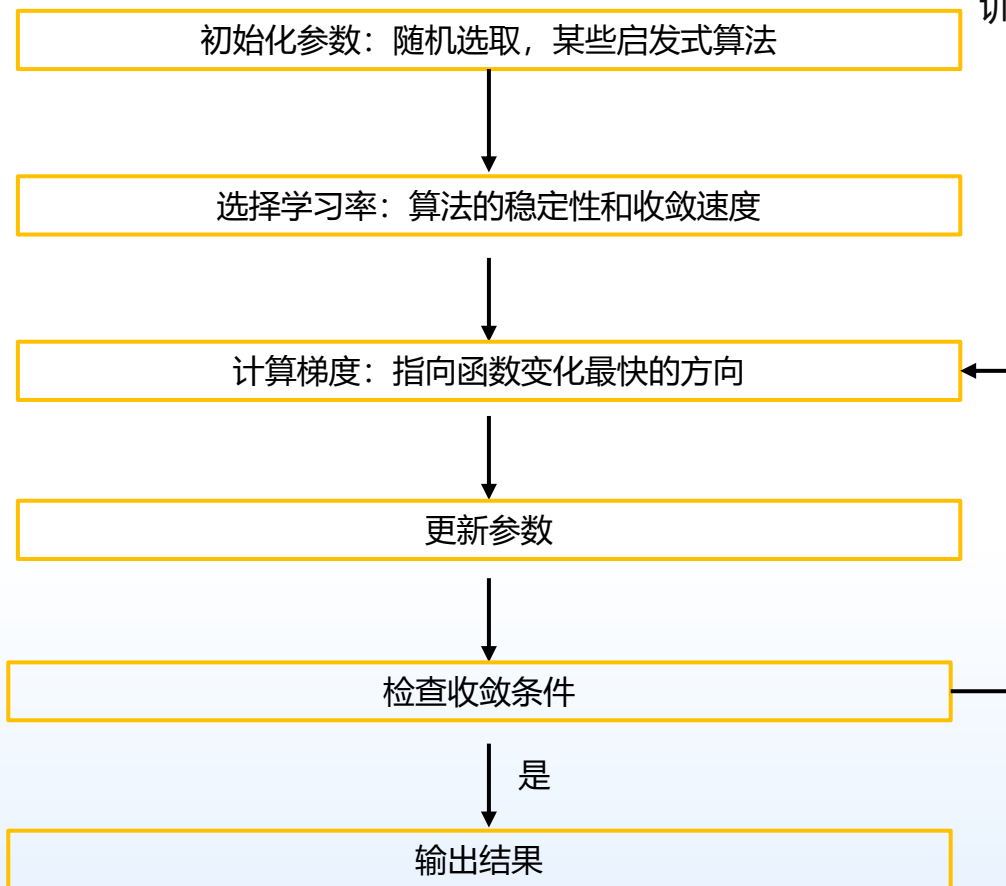 初始化参数：随机选取，某些启发式算法
选择学习率：算法的稳定性和收敛速度
计算梯度：指向函数变化最快的方向
更新参数
检查收敛条件
是
输出结果